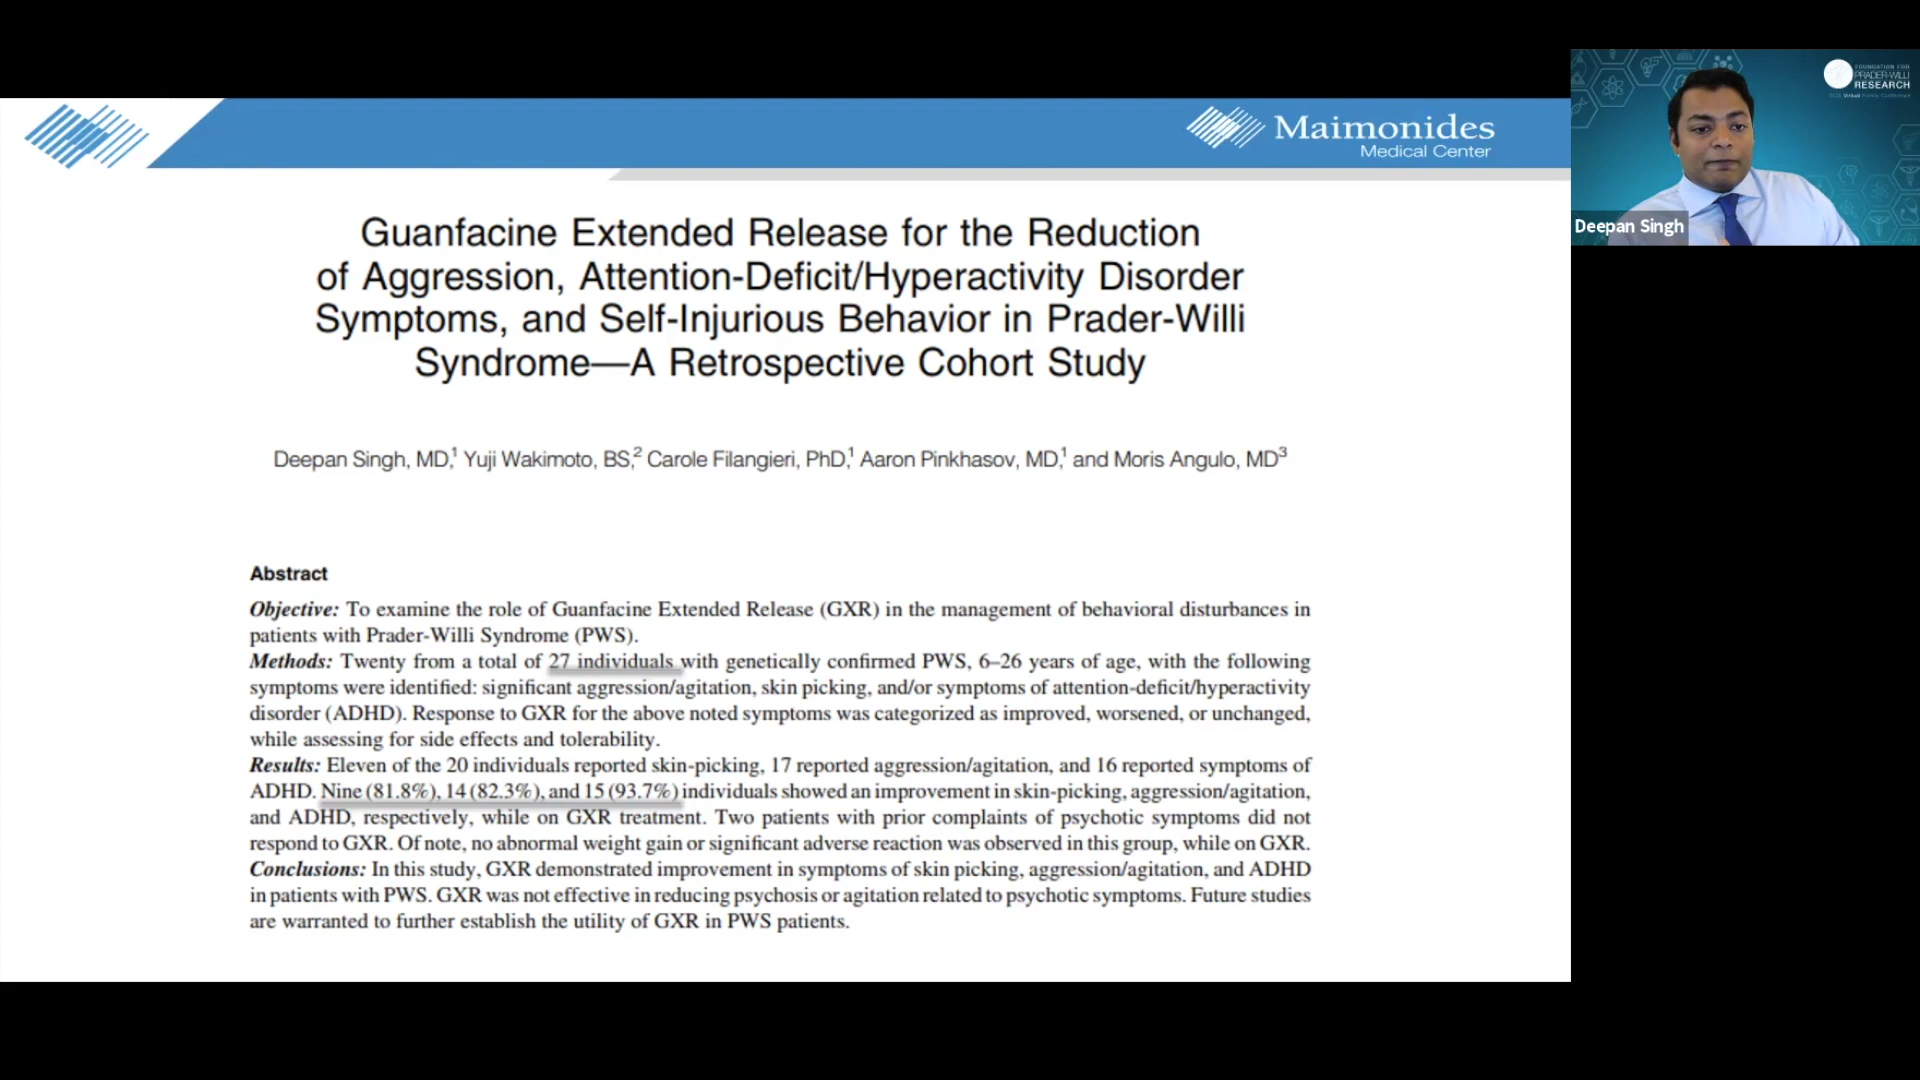 Maimonides
Medical Center
FOUNDATION FOR
PRADER-WILLI
RESEARCH
Deepan Singh
Guanfacine Extended Release for the Reduction
of Aggression, Attention-Deficit/Hyperactivity Disorder
Symptoms, and Self-Injurious Behavior in Prader-Willi
Syndrome—A Retrospective Cohort Study
Deepan Singh, MD,1 Yuji Wakimoto, BS,2 Carole Filangieri, PhD,1 Aaron Pinkhasov, MD,1 and Moris Angulo, MD3
Abstract
Objective: To examine the role of Guanfacine Extended Release (GXR) in the management of behavioral disturbances in
patients with Prader-Willi Syndrome (PWS).
Methods: Twenty from a total of 27 individuals with genetically confirmed PWS, 6–26 years of age, with the following
symptoms were identified: significant aggression/agitation, skin picking, and/or symptoms of attention-deficit/hyperactivity
disorder (ADHD). Response to GXR for the above noted symptoms was categorized as improved, worsened, or unchanged,
while assessing for side effects and tolerability.
Results: Eleven of the 20 individuals reported skin-picking, 17 reported aggression/agitation, and 16 reported symptoms of
ADHD. Nine (81.8%), 14 (82.3%), and 15 (93.7%) individuals showed an improvement in skin-picking, aggression/agitation,
and ADHD, respectively, while on GXR treatment. Two patients with prior complaints of psychotic symptoms did not
respond to GXR. Of note, no abnormal weight gain or significant adverse reaction was observed in this group, while on GXR.
Conclusions: In this study, GXR demonstrated improvement in symptoms of skin picking, aggression/agitation, and ADHD
in patients with PWS. GXR was not effective in reducing psychosis or agitation related to psychotic symptoms. Future studies
are warranted to further establish the utility of GXR in PWS patients.